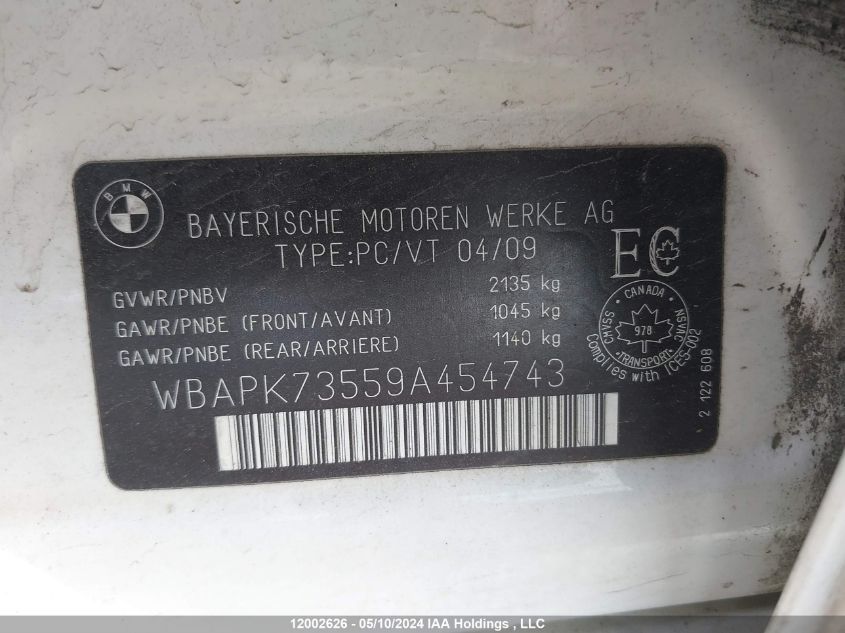 BMW
BAYERISCHE MOTOREN WERKE AG
TYPE:PC/VT 04/09
EC
GVWR/PNBV 2135 kg
GAWR/PNBE (FRONT/AVANT) 1045 kg
GAWR/PNBE (REAR/ARRIERE) 1140 kg
CANADA
CMVSS
NSVAC
978
TRANSPORT
Complies with ICES-002
WBAPK73559A454743
2 122 608
12002626 - 05/10/2024 IAA Holdings , LLC